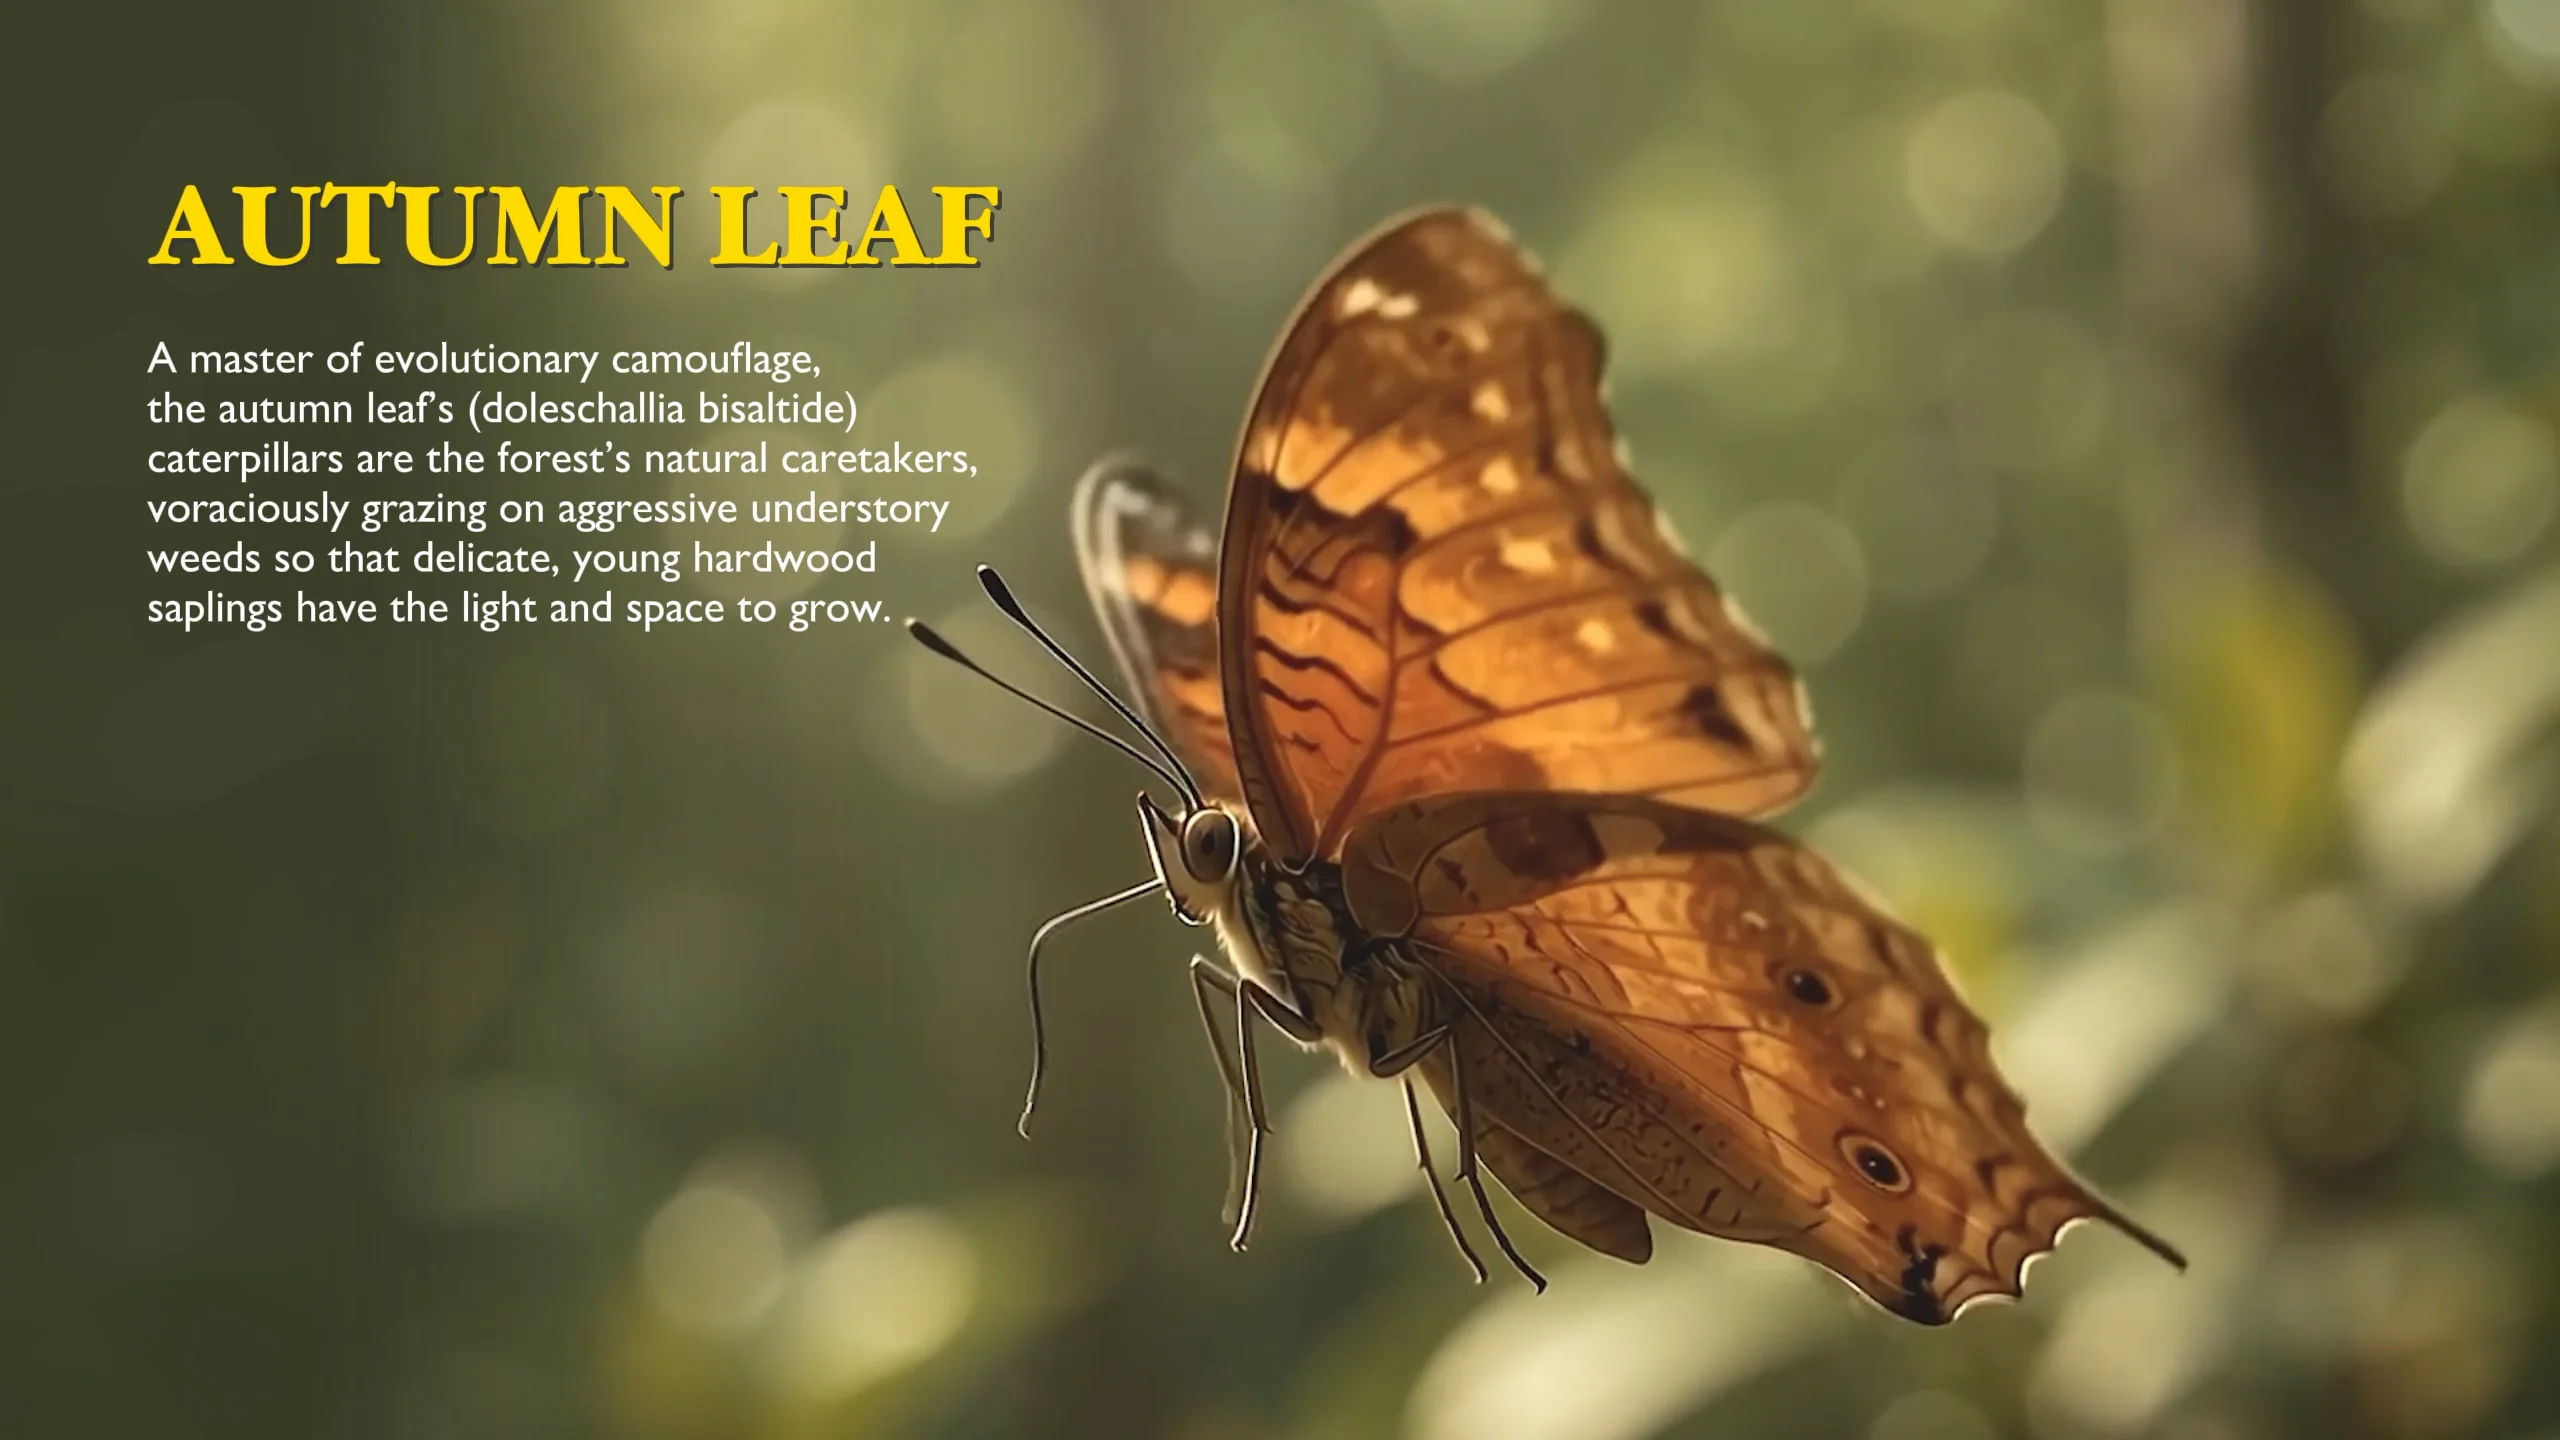 AUTUMN LEAF
A master of evolutionary camouflage,
the autumn leaf’s (doleschallia bisaltide)
caterpillars are the forest’s natural caretakers,
voraciously grazing on aggressive understory
weeds so that delicate, young hardwood
saplings have the light and space to grow.